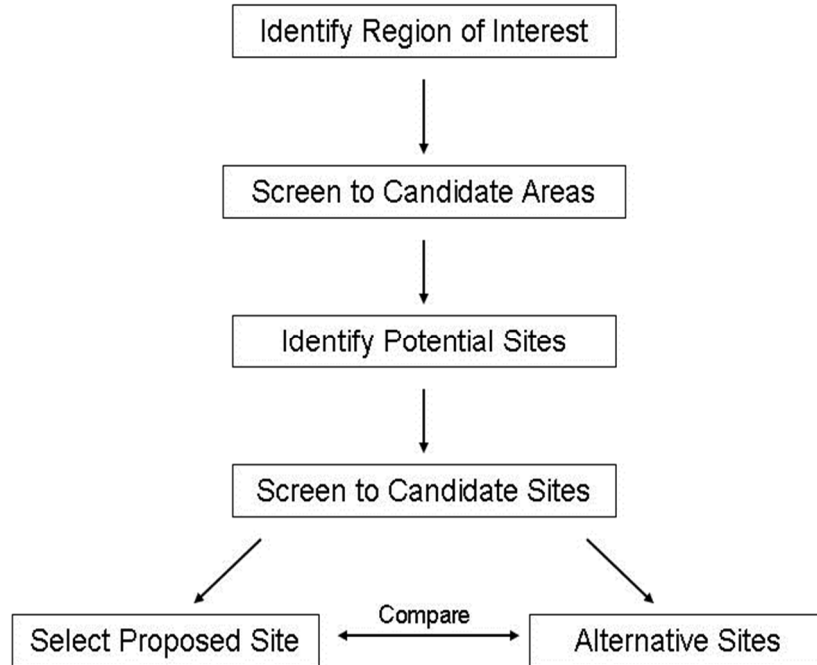 Identify Region of Interest
Screen to Candidate Areas
Identify Potential Sites
Screen to Candidate Sites
Compare
Select Proposed Site
Alternative Sites